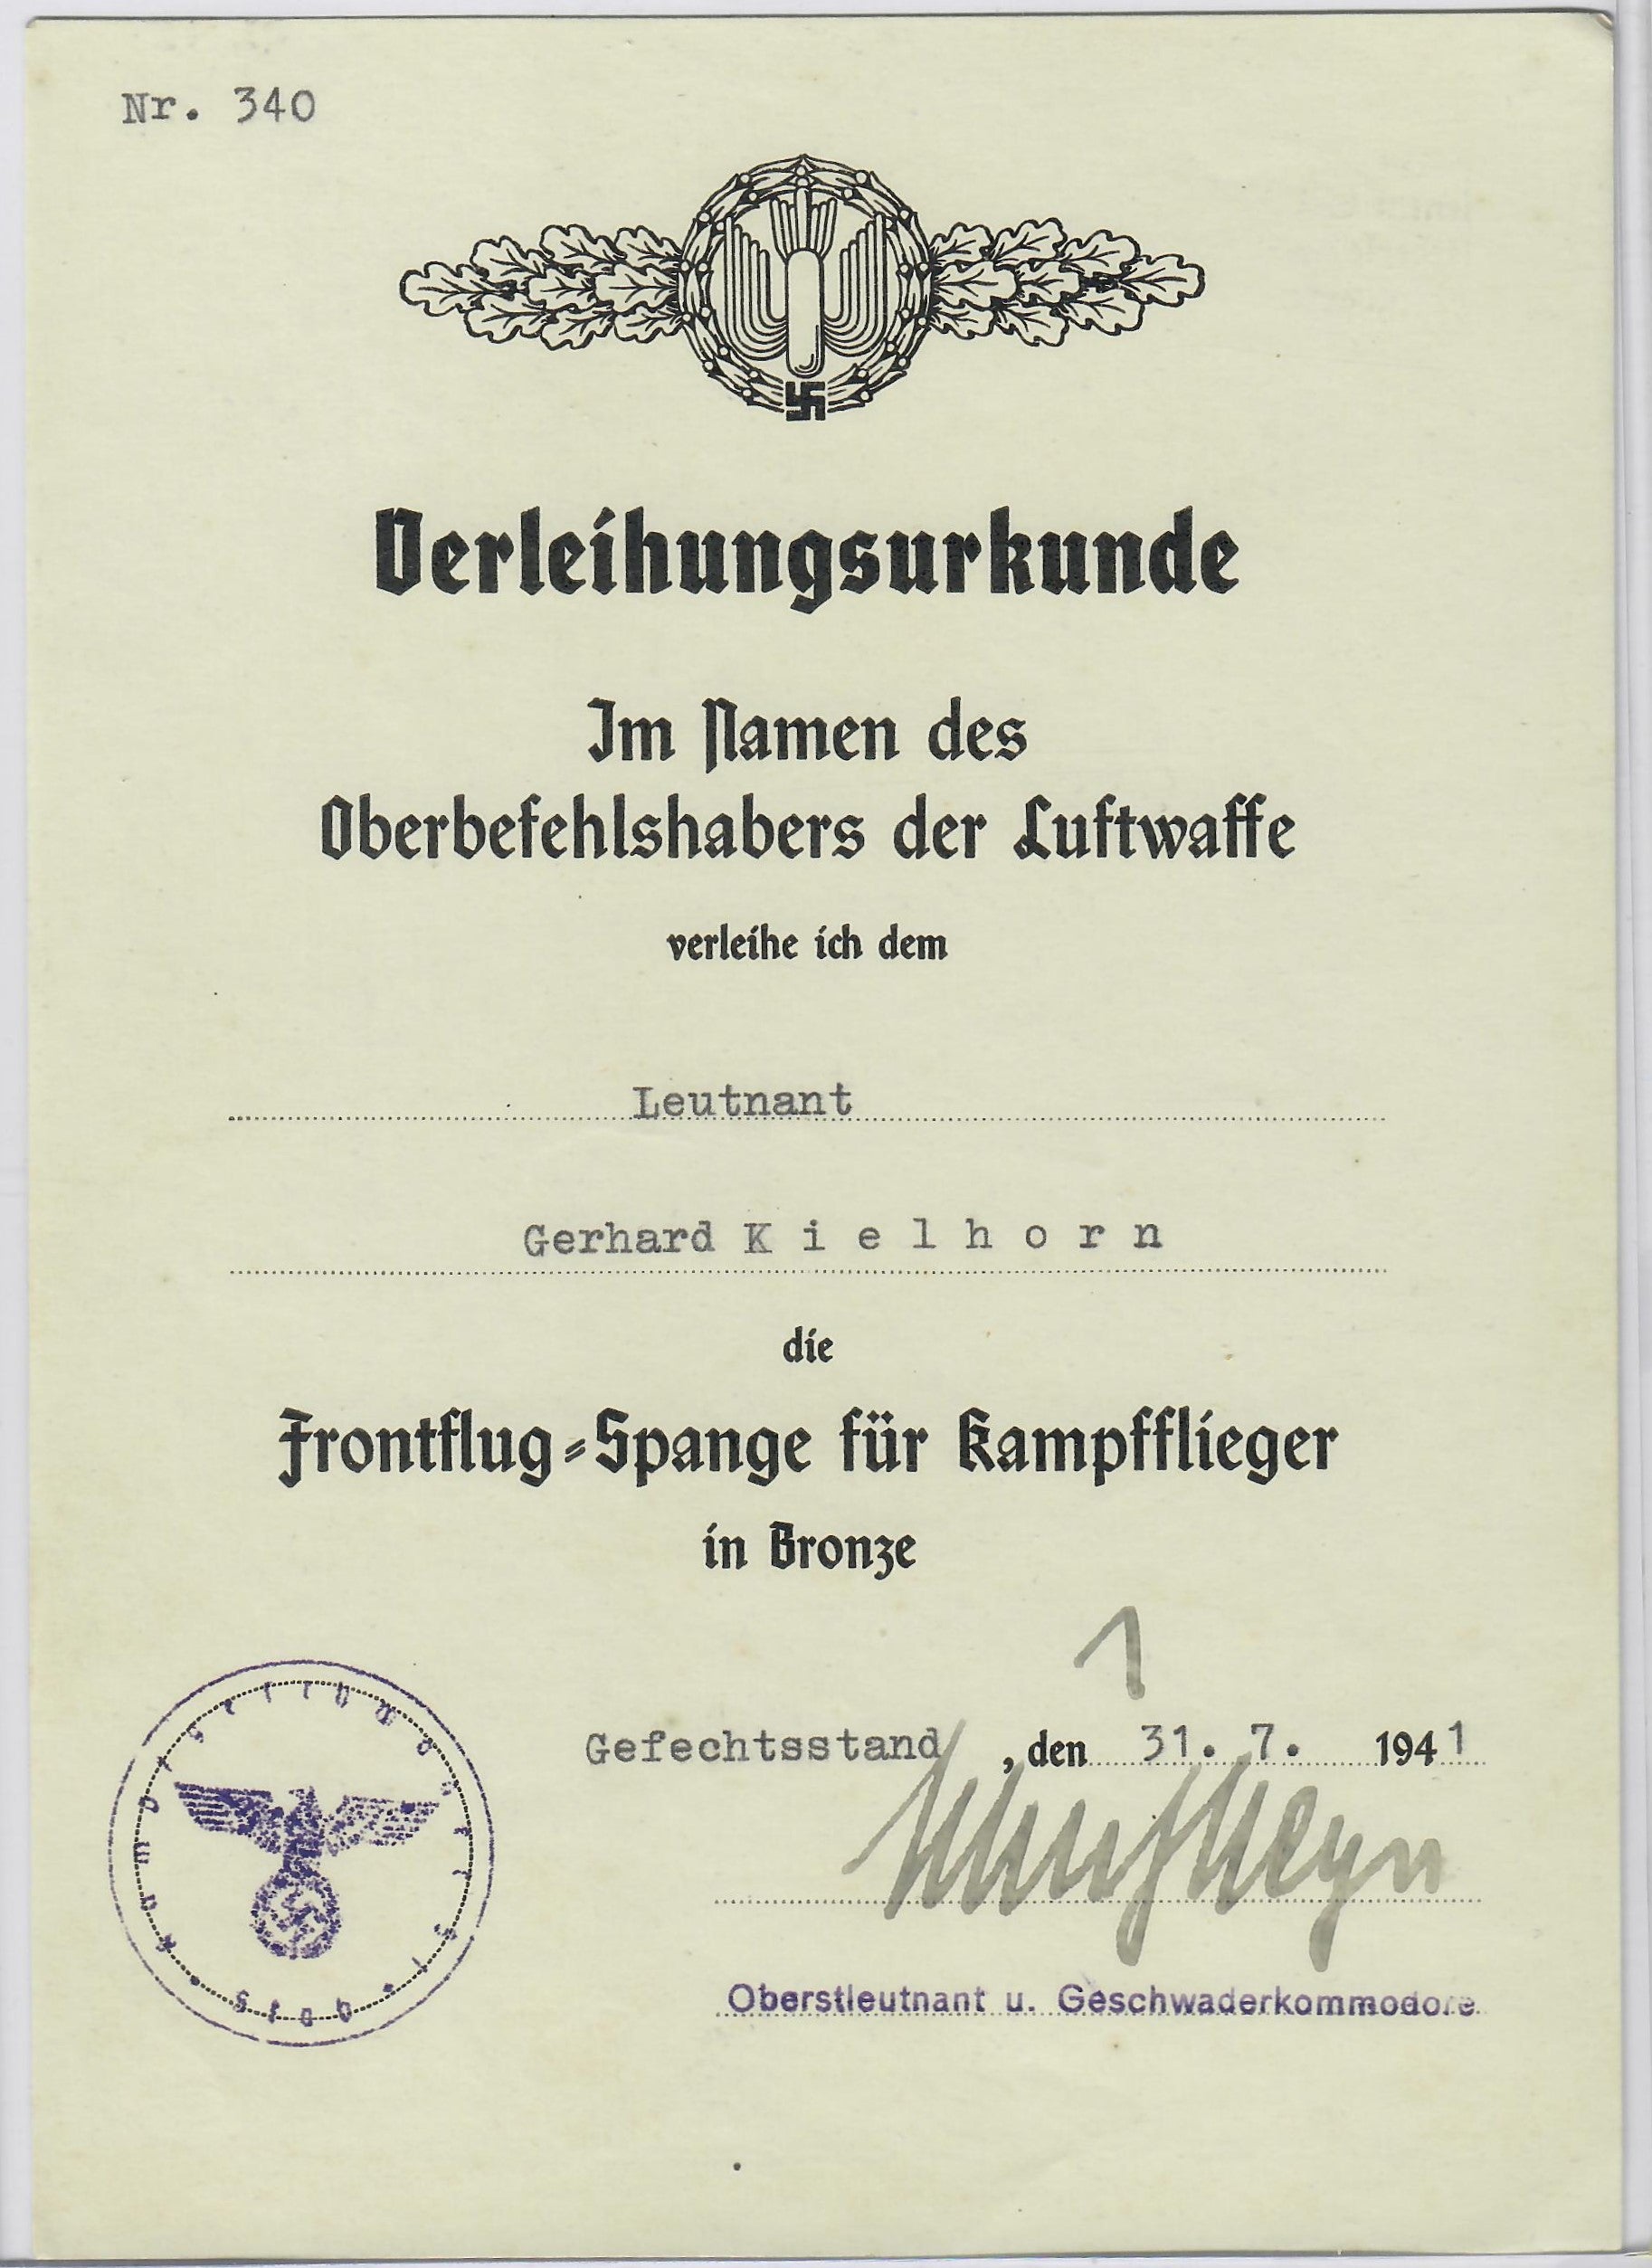 Nr. 340
Verleihungsurkunde
Im Namen des
Oberbefehlshabers der Luftwaffe
verleihe ich dem
Leutnant
Gerhard Kielhorn
die
Frontflug-Spange für Kampfflieger
in Bronze
Gefechtsstand, den 31. 7. 1941
Oberstleutnant u. Geschwaderkommodore